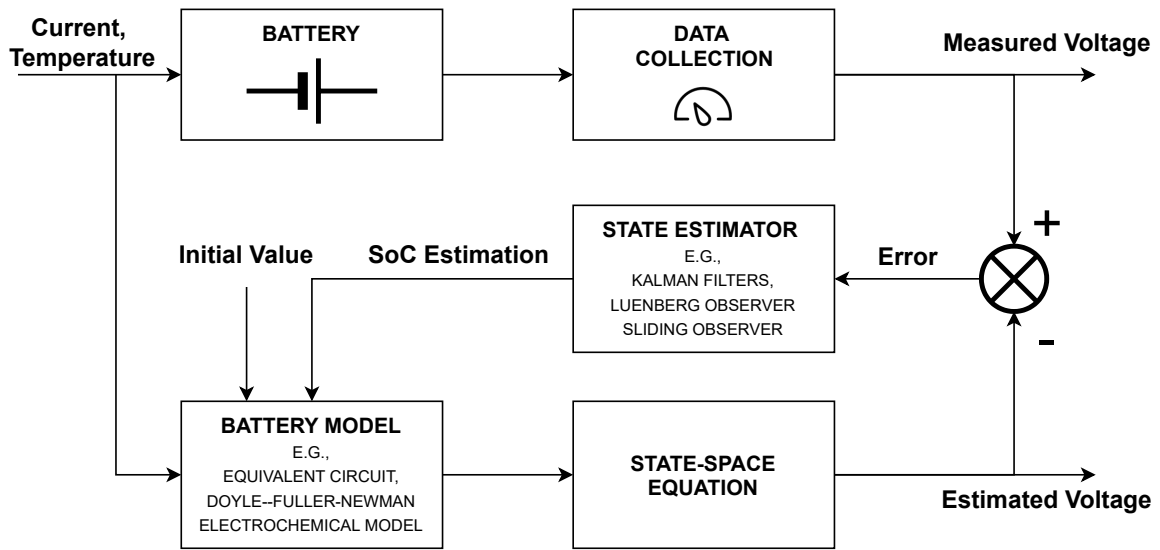 Current,
Temperature
BATTERY
DATA
COLLECTION
Measured Voltage
Initial Value
SoC Estimation
STATE ESTIMATOR
E.G.,
KALMAN FILTERS,
LUENBERG OBSERVER
SLIDING OBSERVER
Error
+
-
BATTERY MODEL
E.G.,
EQUIVALENT CIRCUIT,
DOYLE--FULLER-NEWMAN
ELECTROCHEMICAL MODEL
STATE-SPACE
EQUATION
Estimated Voltage